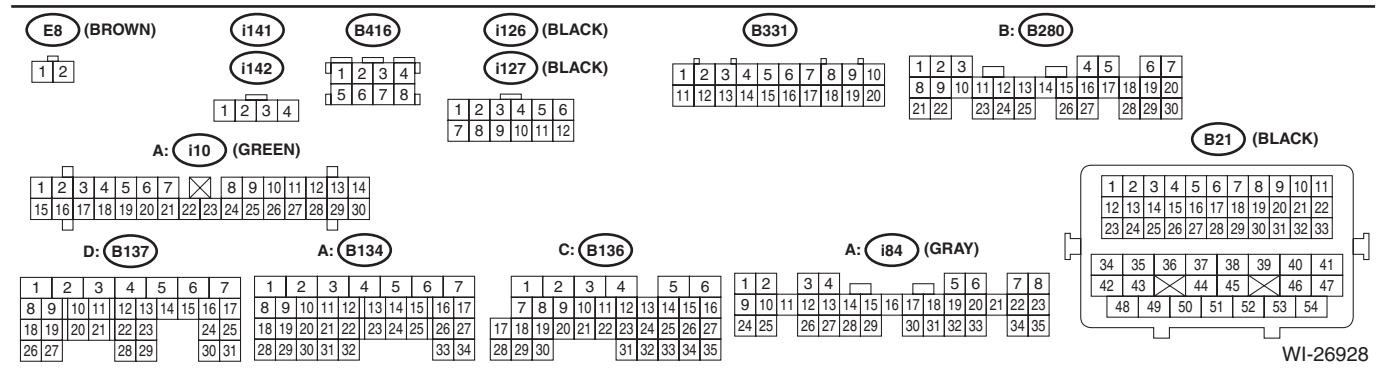 E8 (BROWN)
1 2
i141
i142
1 2 3 4
B416
1 2 3 4
5 6 7 8
i126 (BLACK)
i127 (BLACK)
1 2 3 4 5 6
7 8 9 10 11 12
B331
1 2 3 4 5 6 7 8 9 10
11 12 13 14 15 16 17 18 19 20
B: B280
1 2 3 4 5 6 7
8 9 10 11 12 13 14 15 16 17 18 19 20
21 22 23 24 25 26 27 28 29 30
A: i10 (GREEN)
1 2 3 4 5 6 7 8 9 10 11 12 13 14
15 16 17 18 19 20 21 22 23 24 25 26 27 28 29 30
B21 (BLACK)
1 2 3 4 5 6 7 8 9 10 11
12 13 14 15 16 17 18 19 20 21 22
23 24 25 26 27 28 29 30 31 32 33
34 35 36 37 38 39 40 41
42 43 44 45 46 47
48 49 50 51 52 53 54
D: B137
1 2 3 4 5 6 7
8 9 10 11 12 13 14 15 16 17
18 19 20 21 22 23 24 25
26 27 28 29 30 31
A: B134
1 2 3 4 5 6 7
8 9 10 11 12 13 14 15 16 17
18 19 20 21 22 23 24 25 26 27
28 29 30 31 32 33 34
C: B136
1 2 3 4 5 6
7 8 9 10 11 12 13 14 15 16
17 18 19 20 21 22 23 24 25 26 27
28 29 30 31 32 33 34 35
A: i84 (GRAY)
1 2 3 4 5 6 7 8
9 10 11 12 13 14 15 16 17 18 19 20 21 22 23
24 25 26 27 28 29 30 31 32 33 34 35
WI-26928